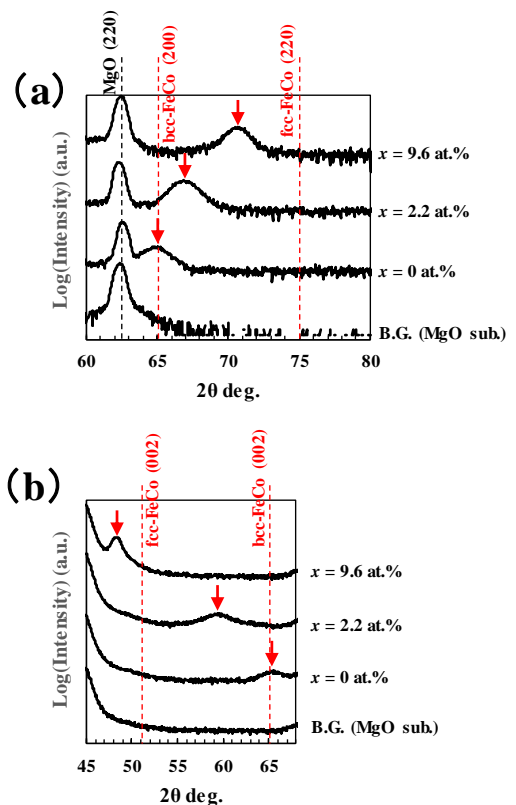 (a)
MgO (220)
bcc-FeCo (200)
fcc-FeCo (220)
Log(Intensity) (a.u.)
x = 9.6 at.%
x = 2.2 at.%
x = 0 at.%
B.G. (MgO sub.)
60 65 70 75 80
2θ deg.
(b)
fcc-FeCo (002)
bcc-FeCo (002)
Log(Intensity) (a.u.)
x = 9.6 at.%
x = 2.2 at.%
x = 0 at.%
B.G. (MgO sub.)
45 50 55 60 65
2θ deg.